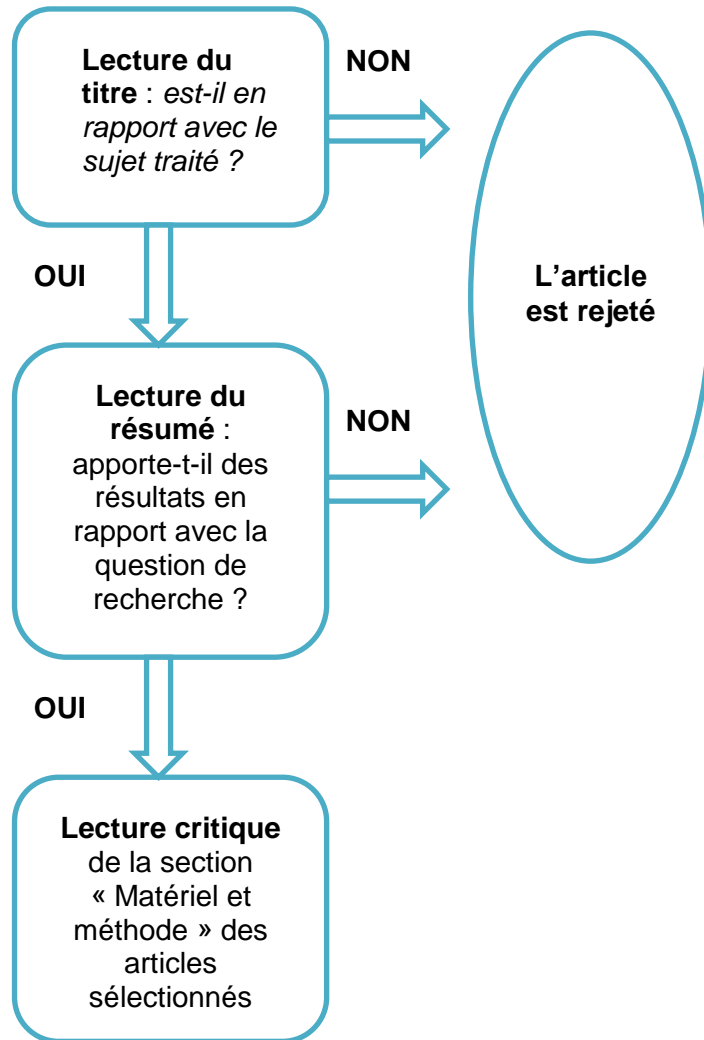 Lecture du
titre : est-il en
rapport avec le
sujet traité ?
NON
L’article
est rejeté
OUI
Lecture du
résumé :
apporte-t-il des
résultats en
rapport avec la
question de
recherche ?
NON
OUI
Lecture critique
de la section
« Matériel et
méthode » des
articles
sélectionnés